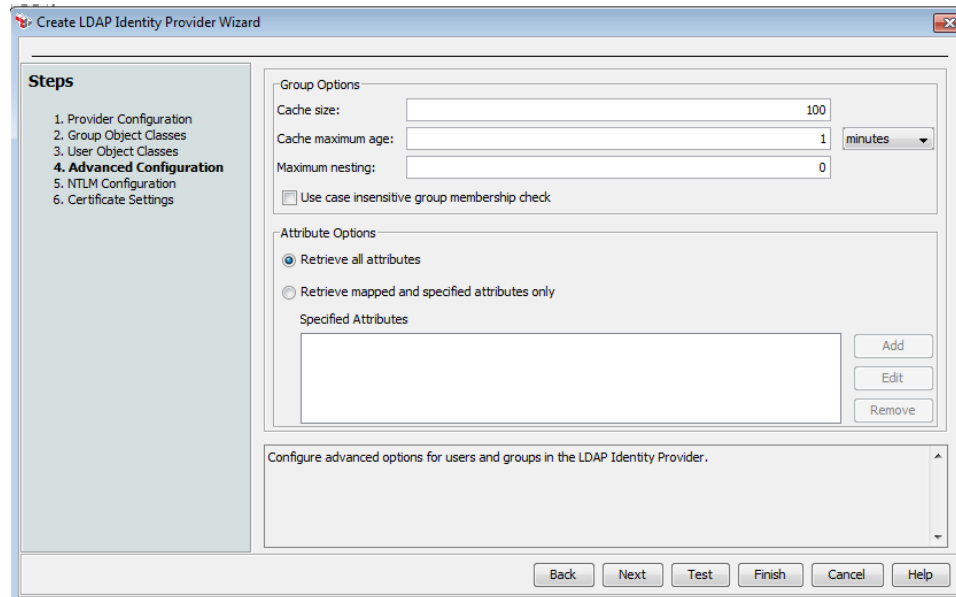 Create LDAP Identity Provider Wizard
Steps
1. Provider Configuration
2. Group Object Classes
3. User Object Classes
4. Advanced Configuration
5. NTLM Configuration
6. Certificate Settings
Group Options
Cache size: 100
Cache maximum age: 1 minutes
Maximum nesting: 0
Use case insensitive group membership check
Attribute Options
Retrieve all attributes
Retrieve mapped and specified attributes only
Specified Attributes
Add
Edit
Remove
Configure advanced options for users and groups in the LDAP Identity Provider.
Back Next Test Finish Cancel Help